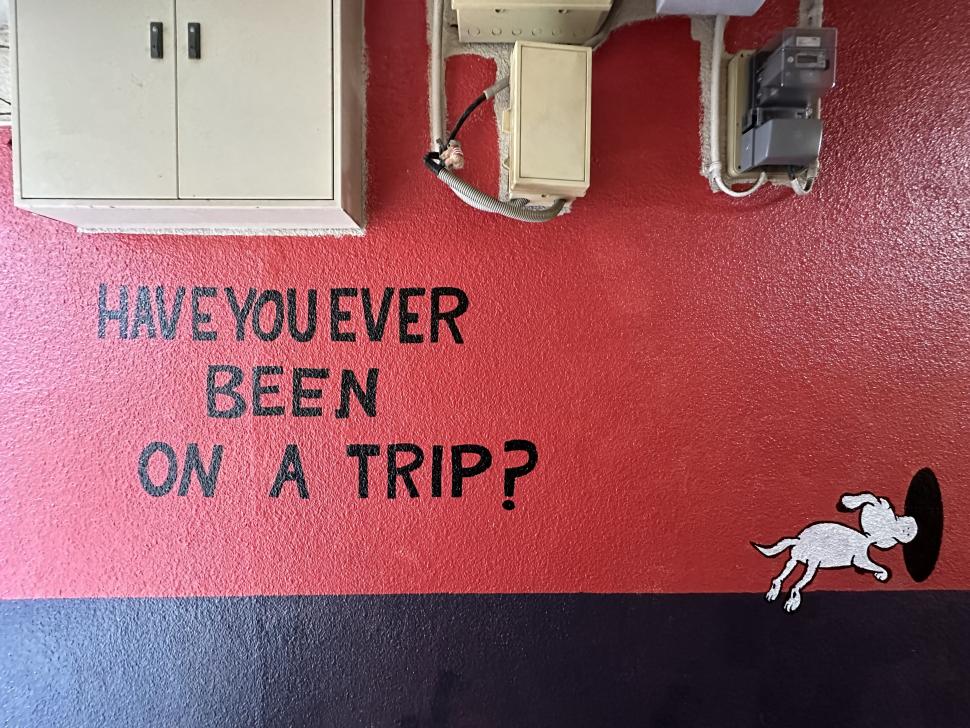 HAVE YOU EVER
BEEN
ON A TRIP?